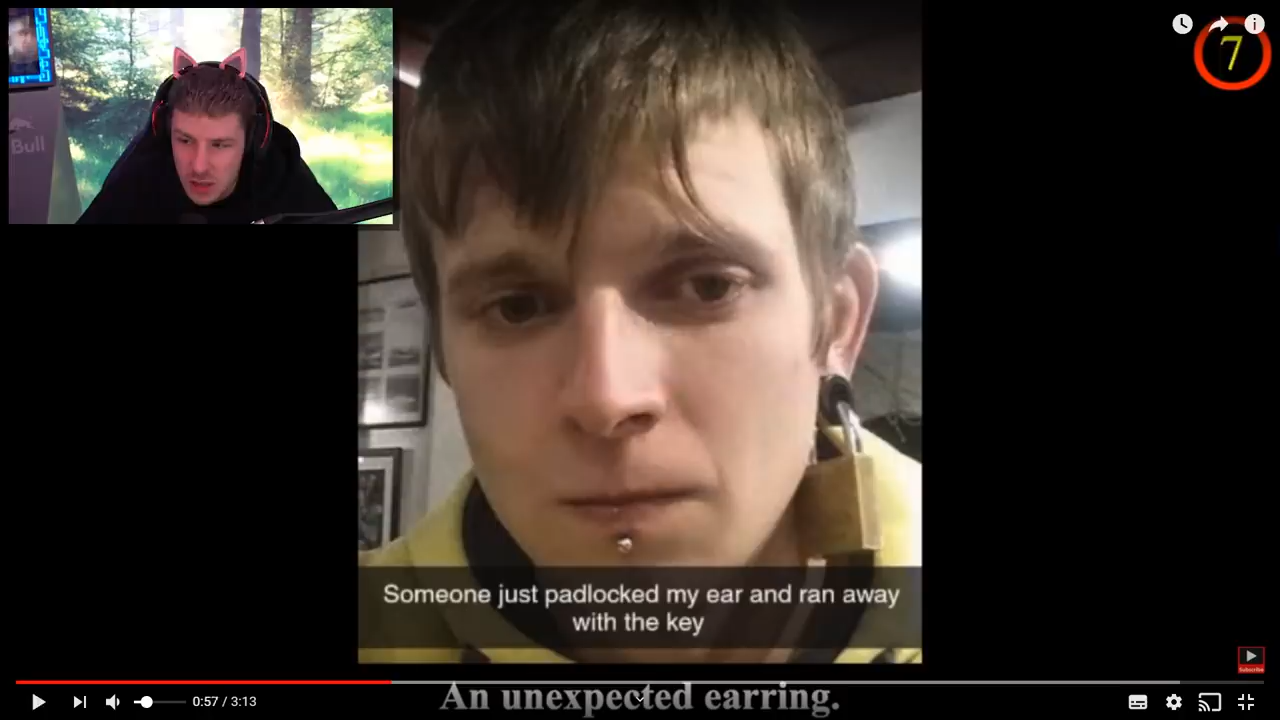 7
Bull
Someone just padlocked my ear and ran away
with the key
Subscribe
0:57 / 3:13
An unexpected earring.